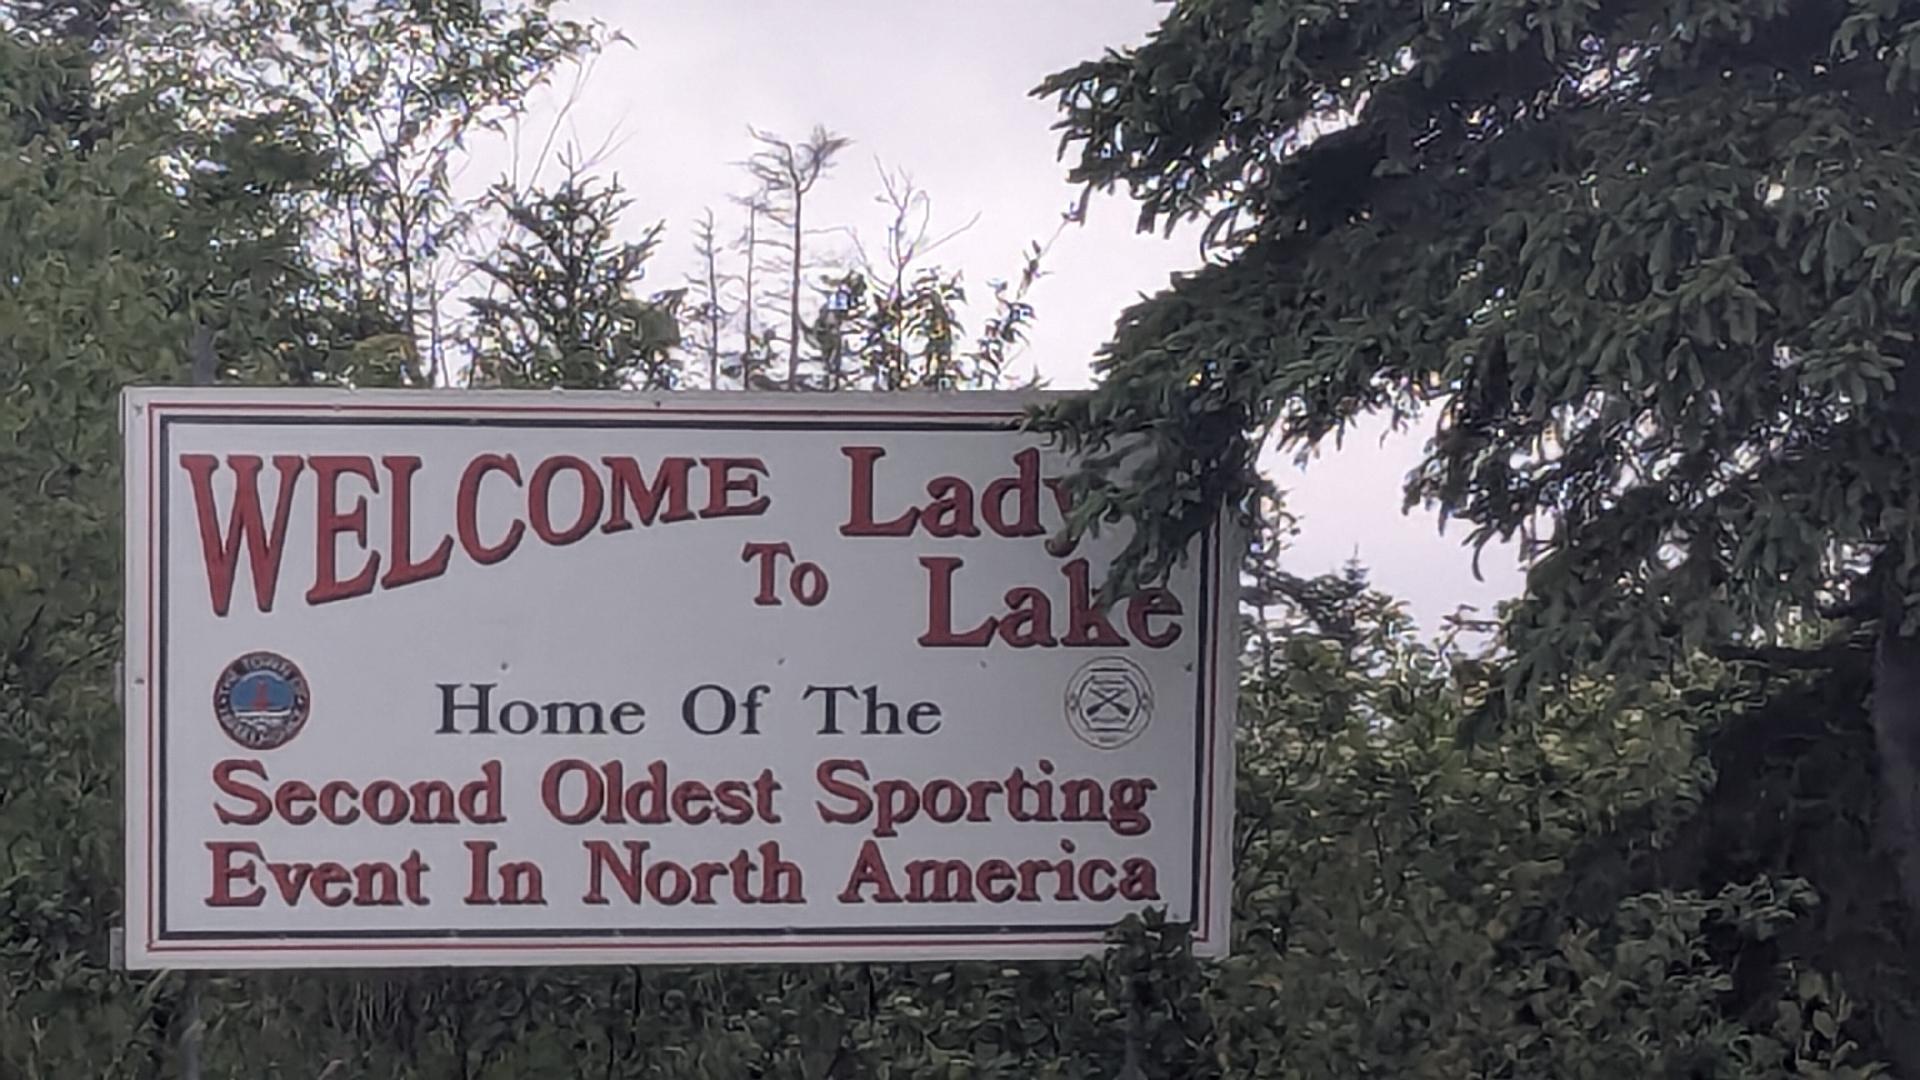 WELCOME Lady
To Lake
Home Of The
Second Oldest Sporting
Event In North America